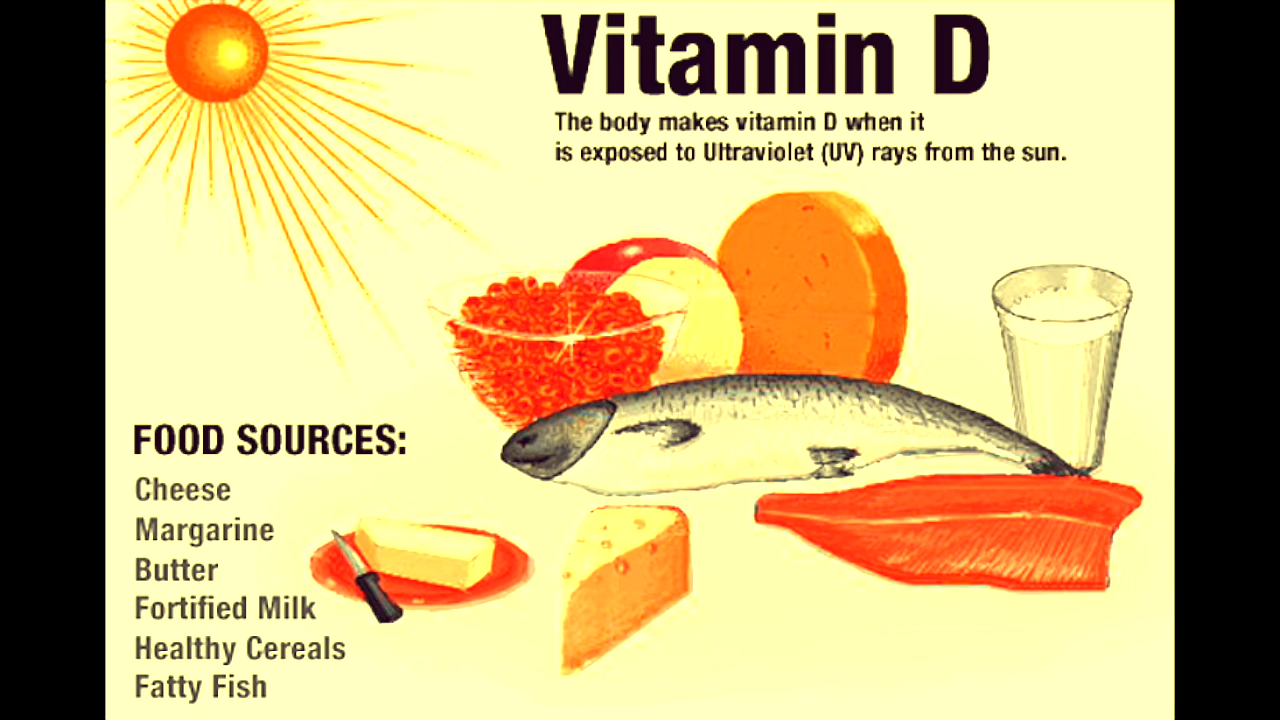 Vitamin D
The body makes vitamin D when it
is exposed to Ultraviolet (UV) rays from the sun.
FOOD SOURCES:
Cheese
Margarine
Butter
Fortified Milk
Healthy Cereals
Fatty Fish